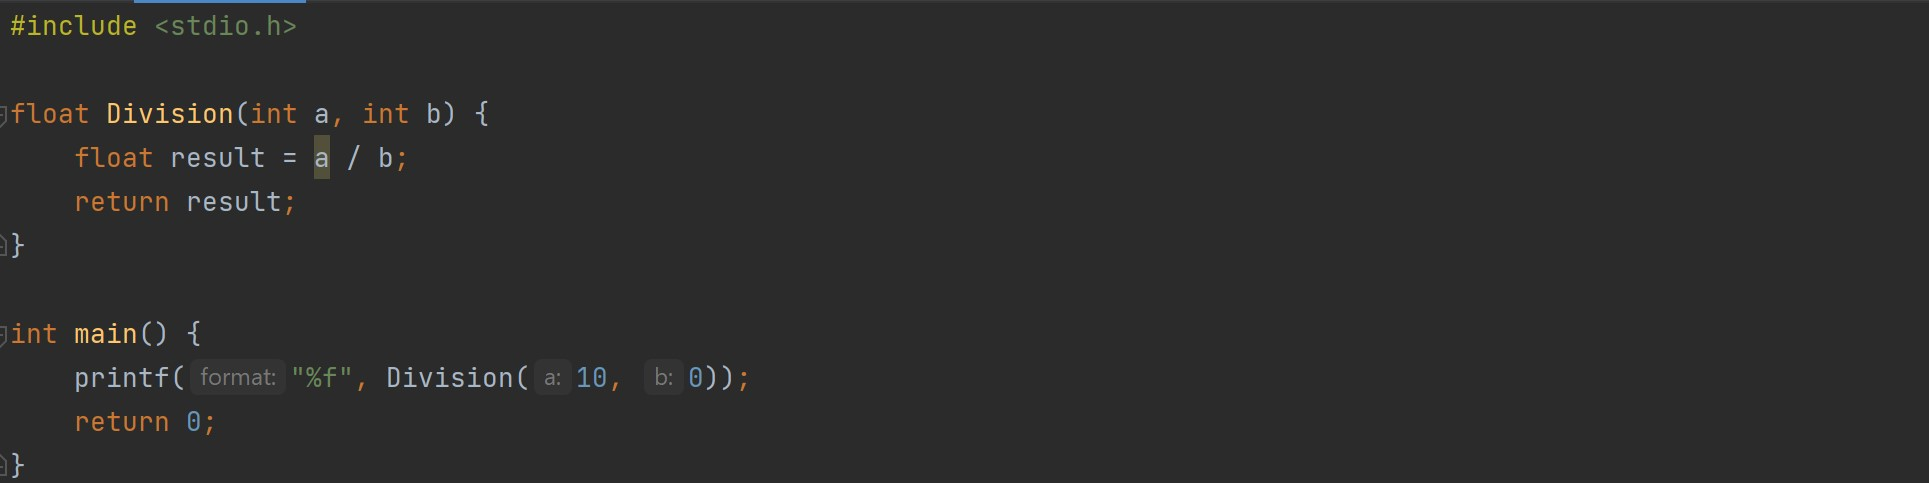 #include <stdio.h>
float Division(int a, int b) {
    float result = a / b;
    return result;
}
int main() {
    printf( format: "%f", Division( a: 10, b: 0));
    return 0;
}